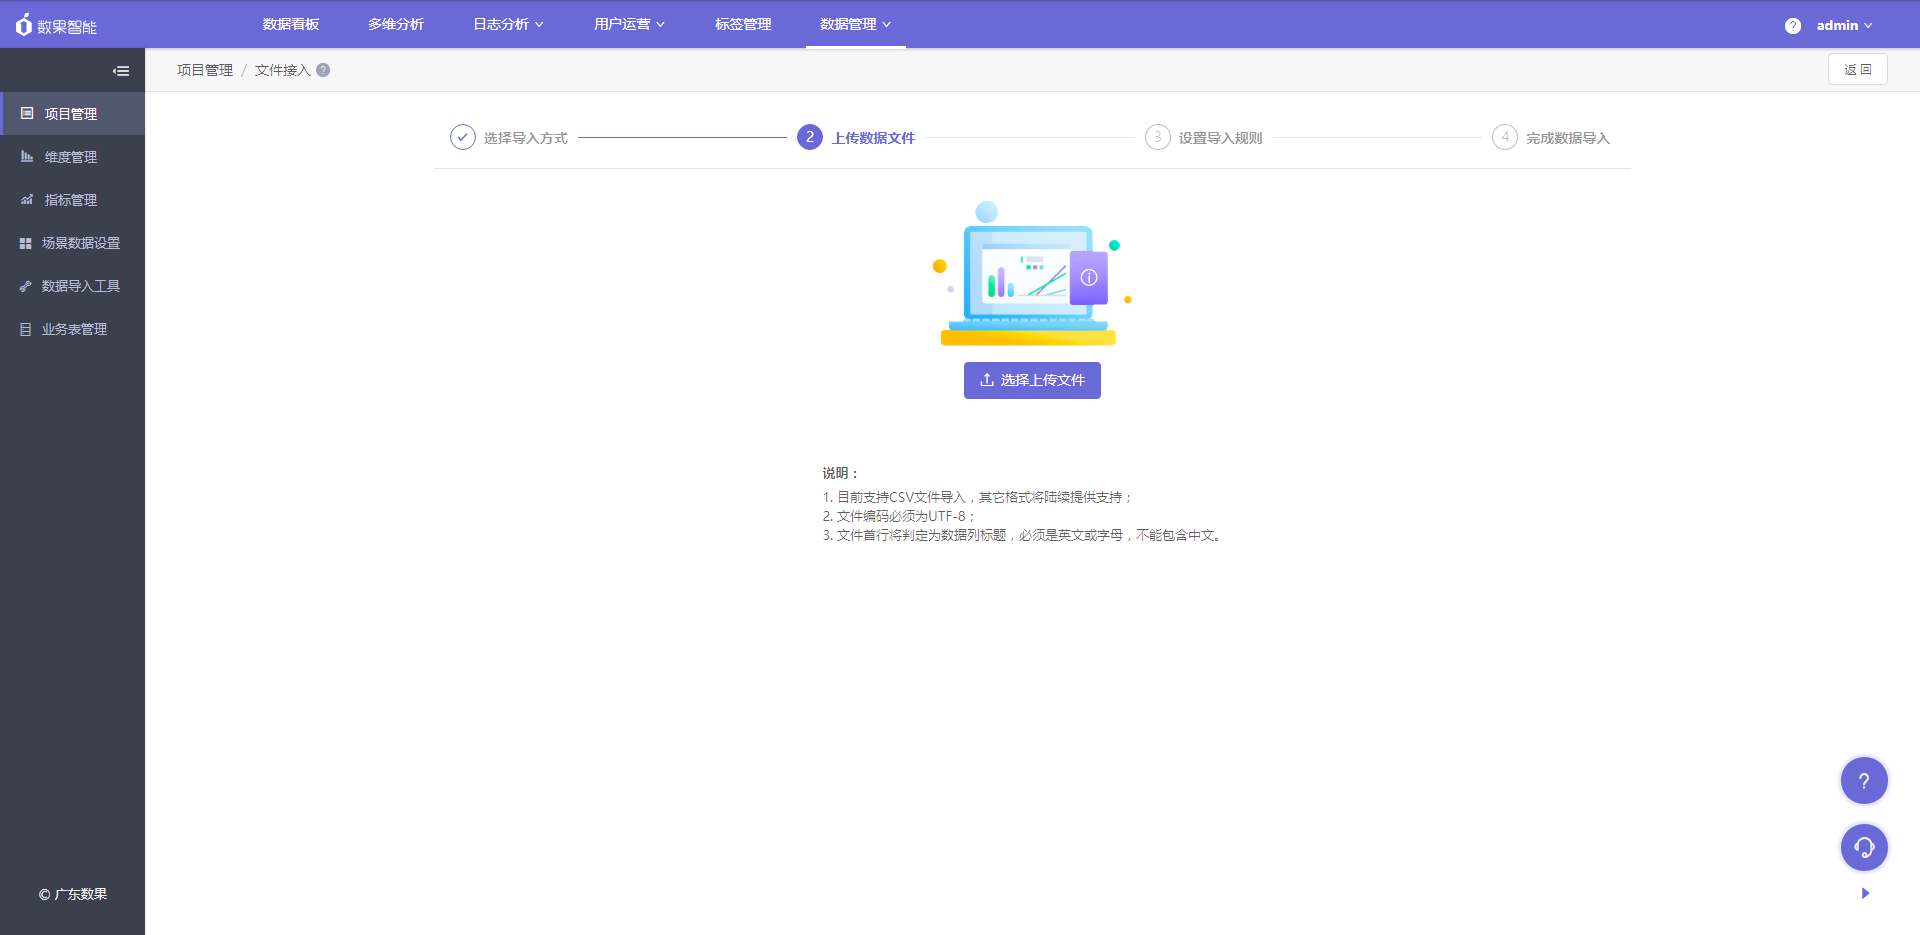 数果智能
数据看板
多维分析
日志分析
用户运营
标签管理
数据管理
? admin
项目管理 / 文件接入 ?
返 回
项目管理
维度管理
指标管理
场景数据设置
数据导入工具
业务表管理
© 广东数果
选择导入方式
2 上传数据文件
3 设置导入规则
4 完成数据导入
选择上传文件
说明：
1. 目前支持CSV文件导入，其它格式将陆续提供支持；
2. 文件编码必须为UTF-8；
3. 文件首行将判定为数据列标题，必须是英文或字母，不能包含中文。
?